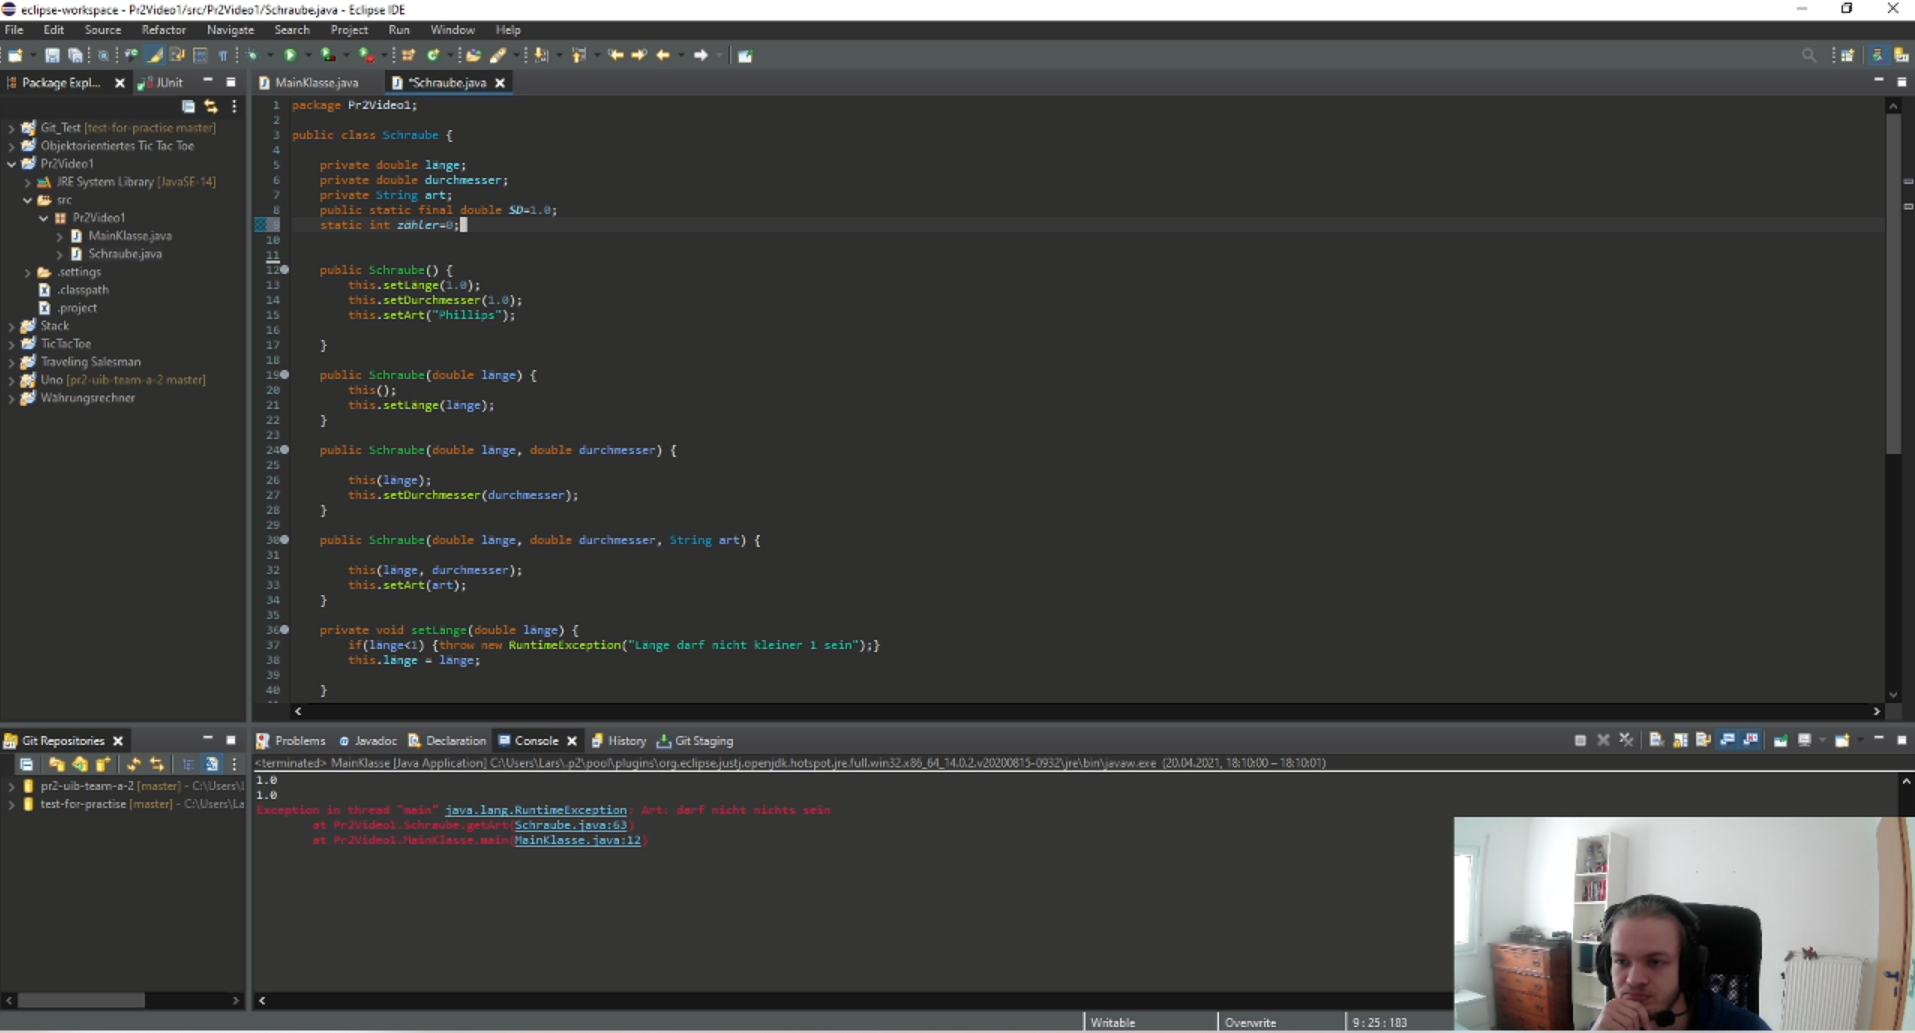 eclipse-workspace - Pr2Video1/src/Pr2Video1/Schraube.java - Eclipse IDE
File Edit Source Refactor Navigate Search Project Run Window Help
Package Expl... JUnit
Git_Test [test-for-practise master]
Objektorientiertes Tic Tac Toe
Pr2Video1
JRE System Library [JavaSE-14]
src
Pr2Video1
MainKlasse.java
Schraube.java
.settings
.classpath
.project
Stack
TicTacToe
Traveling Salesman
Uno [pr2-uib-team-a-2 master]
Währungsrechner
MainKlasse.java *Schraube.java
1 package Pr2Video1;
2
3 public class Schraube {
4
5 private double länge;
6 private double durchmesser;
7 private String art;
8 public static final double SD=1.0;
9 static int zähler=0;
10
11
12 public Schraube() {
13 this.setLänge(1.0);
14 this.setDurchmesser(1.0);
15 this.setArt("Phillips");
16
17 }
18
19 public Schraube(double länge) {
20 this();
21 this.setLänge(länge);
22 }
23
24 public Schraube(double länge, double durchmesser) {
25
26 this(länge);
27 this.setDurchmesser(durchmesser);
28 }
29
30 public Schraube(double länge, double durchmesser, String art) {
31
32 this(länge, durchmesser);
33 this.setArt(art);
34 }
35
36 private void setLänge(double länge) {
37 if(länge<1) {throw new RuntimeException("Länge darf nicht kleiner 1 sein");}
38 this.länge = länge;
39
40 }
Git Repositories
pr2-uib-team-a-2 [master] - C:\Users\l
test-for-practise [master] - C:\Users\La
Problems Javadoc Declaration Console History Git Staging
<terminated> MainKlasse [Java Application] C:\Users\Lars\.p2\pool\plugins\org.eclipse.justj.openjdk.hotspot.jre.full.win32.x86_64_14.0.2.v20200815-0932\jre\bin\javaw.exe (20.04.2021, 18:10:00 – 18:10:01)
1.0
1.0
Exception in thread "main" java.lang.RuntimeException: Art: darf nicht nichts sein
at Pr2Video1.Schraube.getArt(Schraube.java:63)
at Pr2Video1.MainKlasse.main(MainKlasse.java:12)
Writable Overwrite 9 : 25 : 183